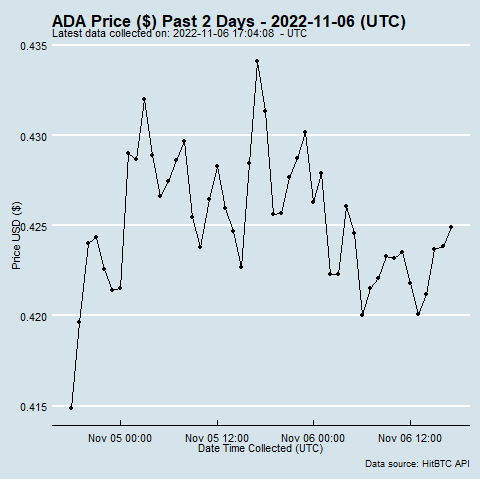 ADA Price ($) Past 2 Days - 2022-11-06 (UTC)
Latest data collected on: 2022-11-06 17:04:08 - UTC
0.435
0.430
0.425
0.420
0.415
Price USD ($)
Nov 05 00:00 Nov 05 12:00 Nov 06 00:00 Nov 06 12:00
Date Time Collected (UTC)
Data source: HitBTC API